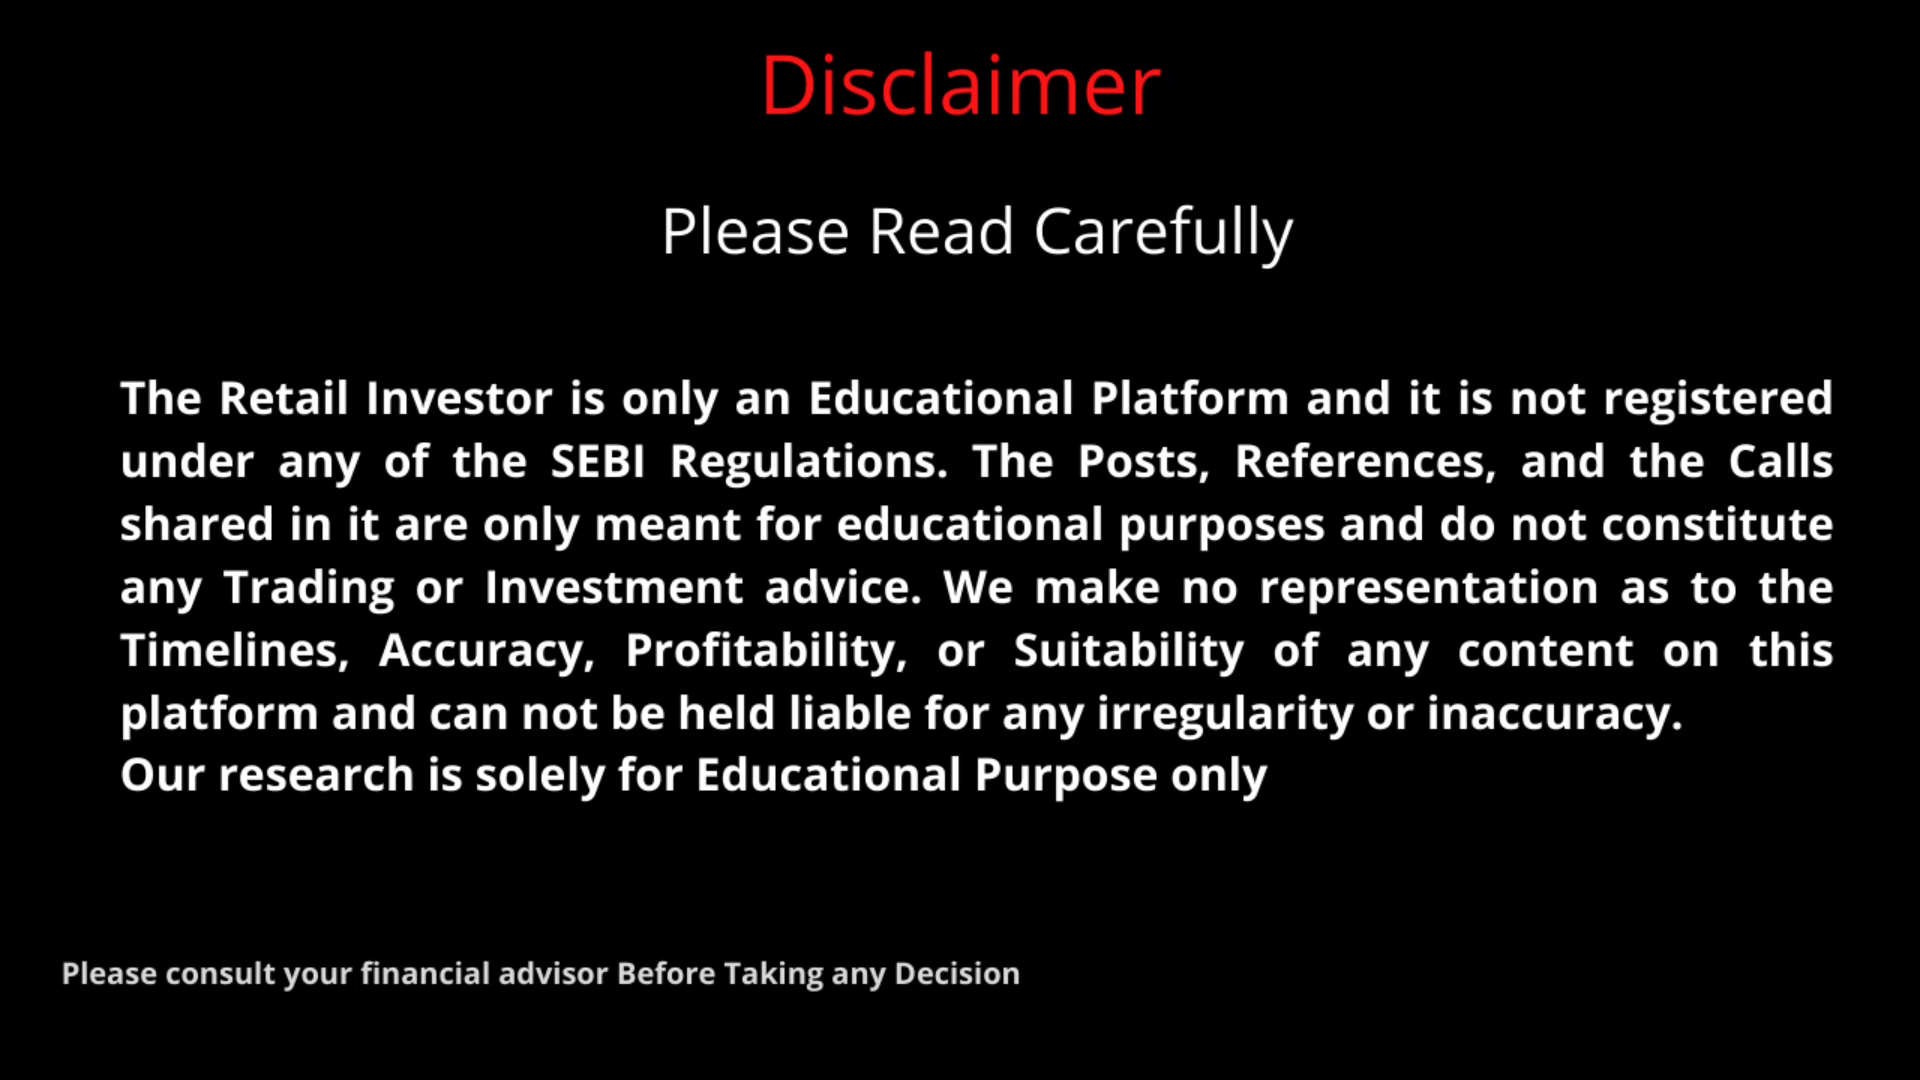 Disclaimer
Please Read Carefully
The Retail Investor is only an Educational Platform and it is not registered
under any of the SEBI Regulations. The Posts, References, and the Calls
shared in it are only meant for educational purposes and do not constitute
any Trading or Investment advice. We make no representation as to the
Timelines, Accuracy, Profitability, or Suitability of any content on this
platform and can not be held liable for any irregularity or inaccuracy.
Our research is solely for Educational Purpose only
Please consult your financial advisor Before Taking any Decision